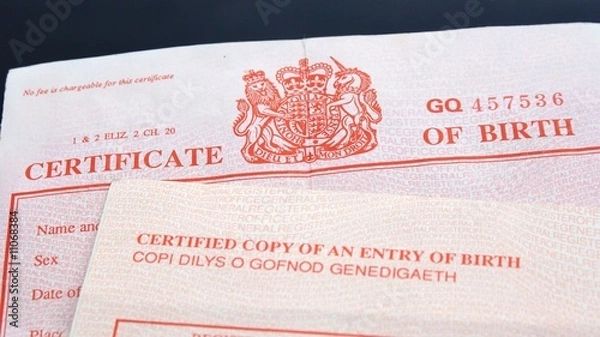 No fee is chargeable for this certificate
1 & 2 ELIZ. 2 CH. 20
GQ 457536
CERTIFICATE OF BIRTH
DIEU ET MON DROIT
Name and
Sex
Date of
Place
CERTIFIED COPY OF AN ENTRY OF BIRTH
COPI DILYS O GOFNOD GENEDIGAETH
Adobe Stock | #11068384